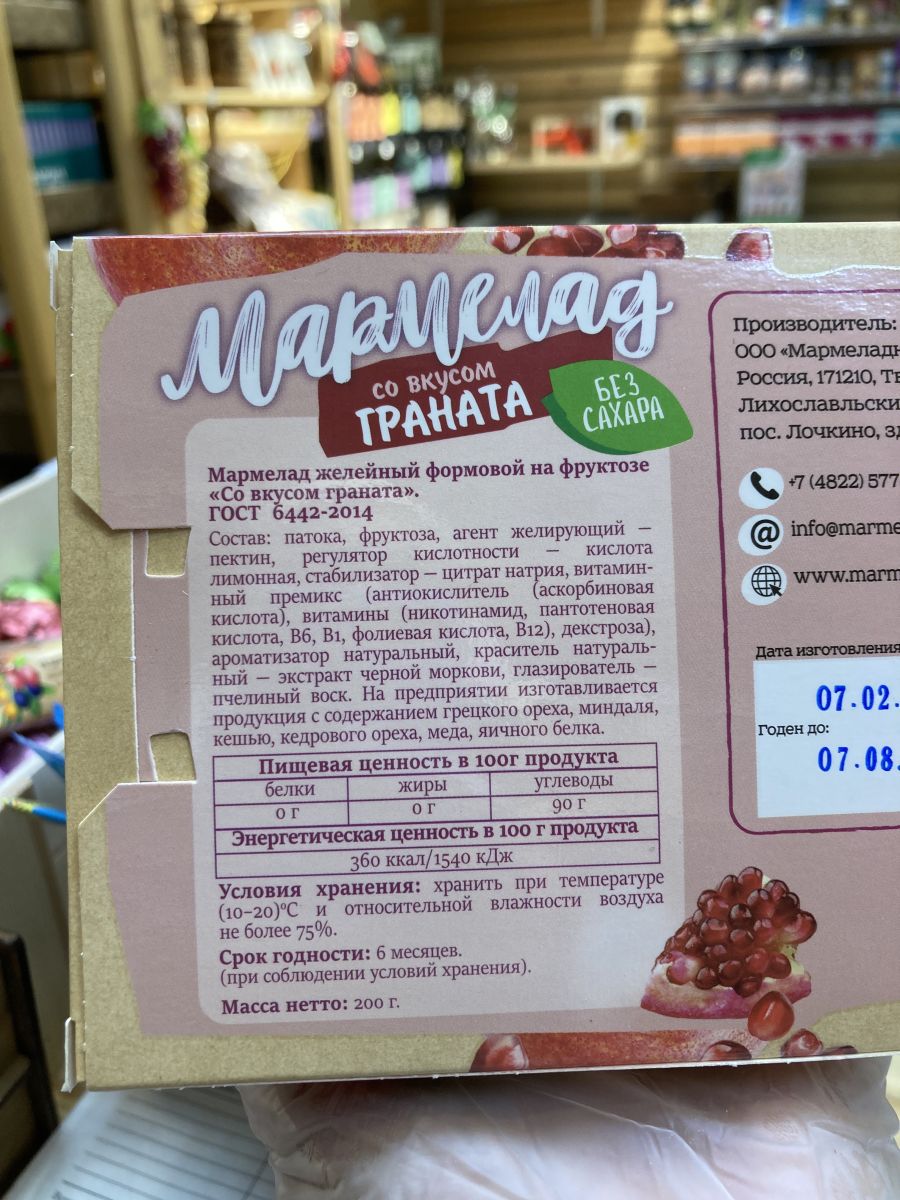 Мармелад
СО ВКУСОМ
ГРАНАТА
БЕЗ
САХАРА
Мармелад желейный формовой на фруктозе
«Со вкусом граната».
ГОСТ 6442-2014
Состав: патока, фруктоза, агент желирующий —
пектин, регулятор кислотности — кислота
лимонная, стабилизатор — цитрат натрия, витамин-
ный премикс (антиокислитель (аскорбиновая
кислота), витамины (никотинамид, пантотеновая
кислота, В6, В1, фолиевая кислота, В12), декстроза),
ароматизатор натуральный, краситель натураль-
ный — экстракт черной моркови, глазирователь —
пчелиный воск. На предприятии изготавливается
продукция с содержанием грецкого ореха, миндаля,
кешью, кедрового ореха, меда, яичного белка.
Пищевая ценность в 100г продукта
белки жиры углеводы
0 г 0 г 90 г
Энергетическая ценность в 100 г продукта
360 ккал/1540 кДж
Условия хранения: хранить при температуре
(10–20)°С и относительной влажности воздуха
не более 75%.
Срок годности: 6 месяцев.
(при соблюдении условий хранения).
Масса нетто: 200 г.
Производитель:
ООО «Мармеладн
Россия, 171210, Тв
Лихославльски
пос. Лочкино, зд
+7 (4822) 577
info@marme
www.marm
Дата изготовления
07.02.
Годен до:
07.08.